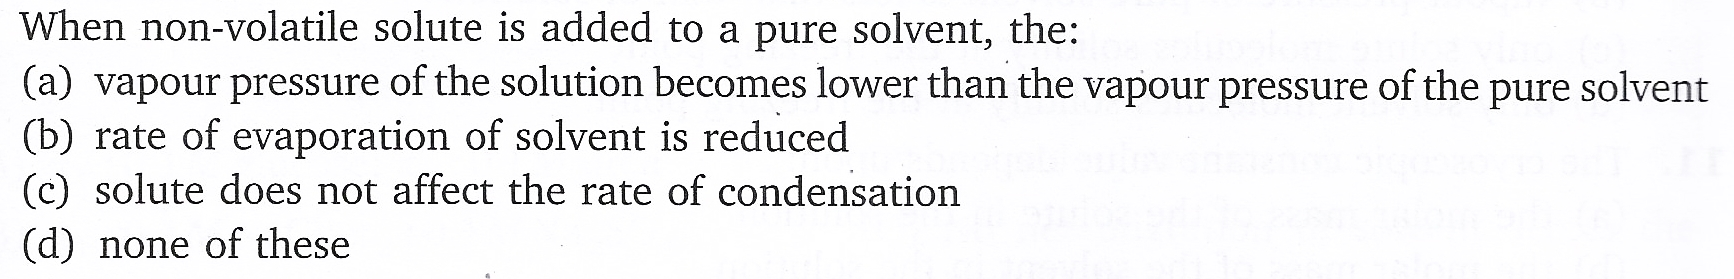 When non-volatile solute is added to a pure solvent, the:
(a) vapour pressure of the solution becomes lower than the vapour pressure of the pure solvent
(b) rate of evaporation of solvent is reduced
(c) solute does not affect the rate of condensation
(d) none of these